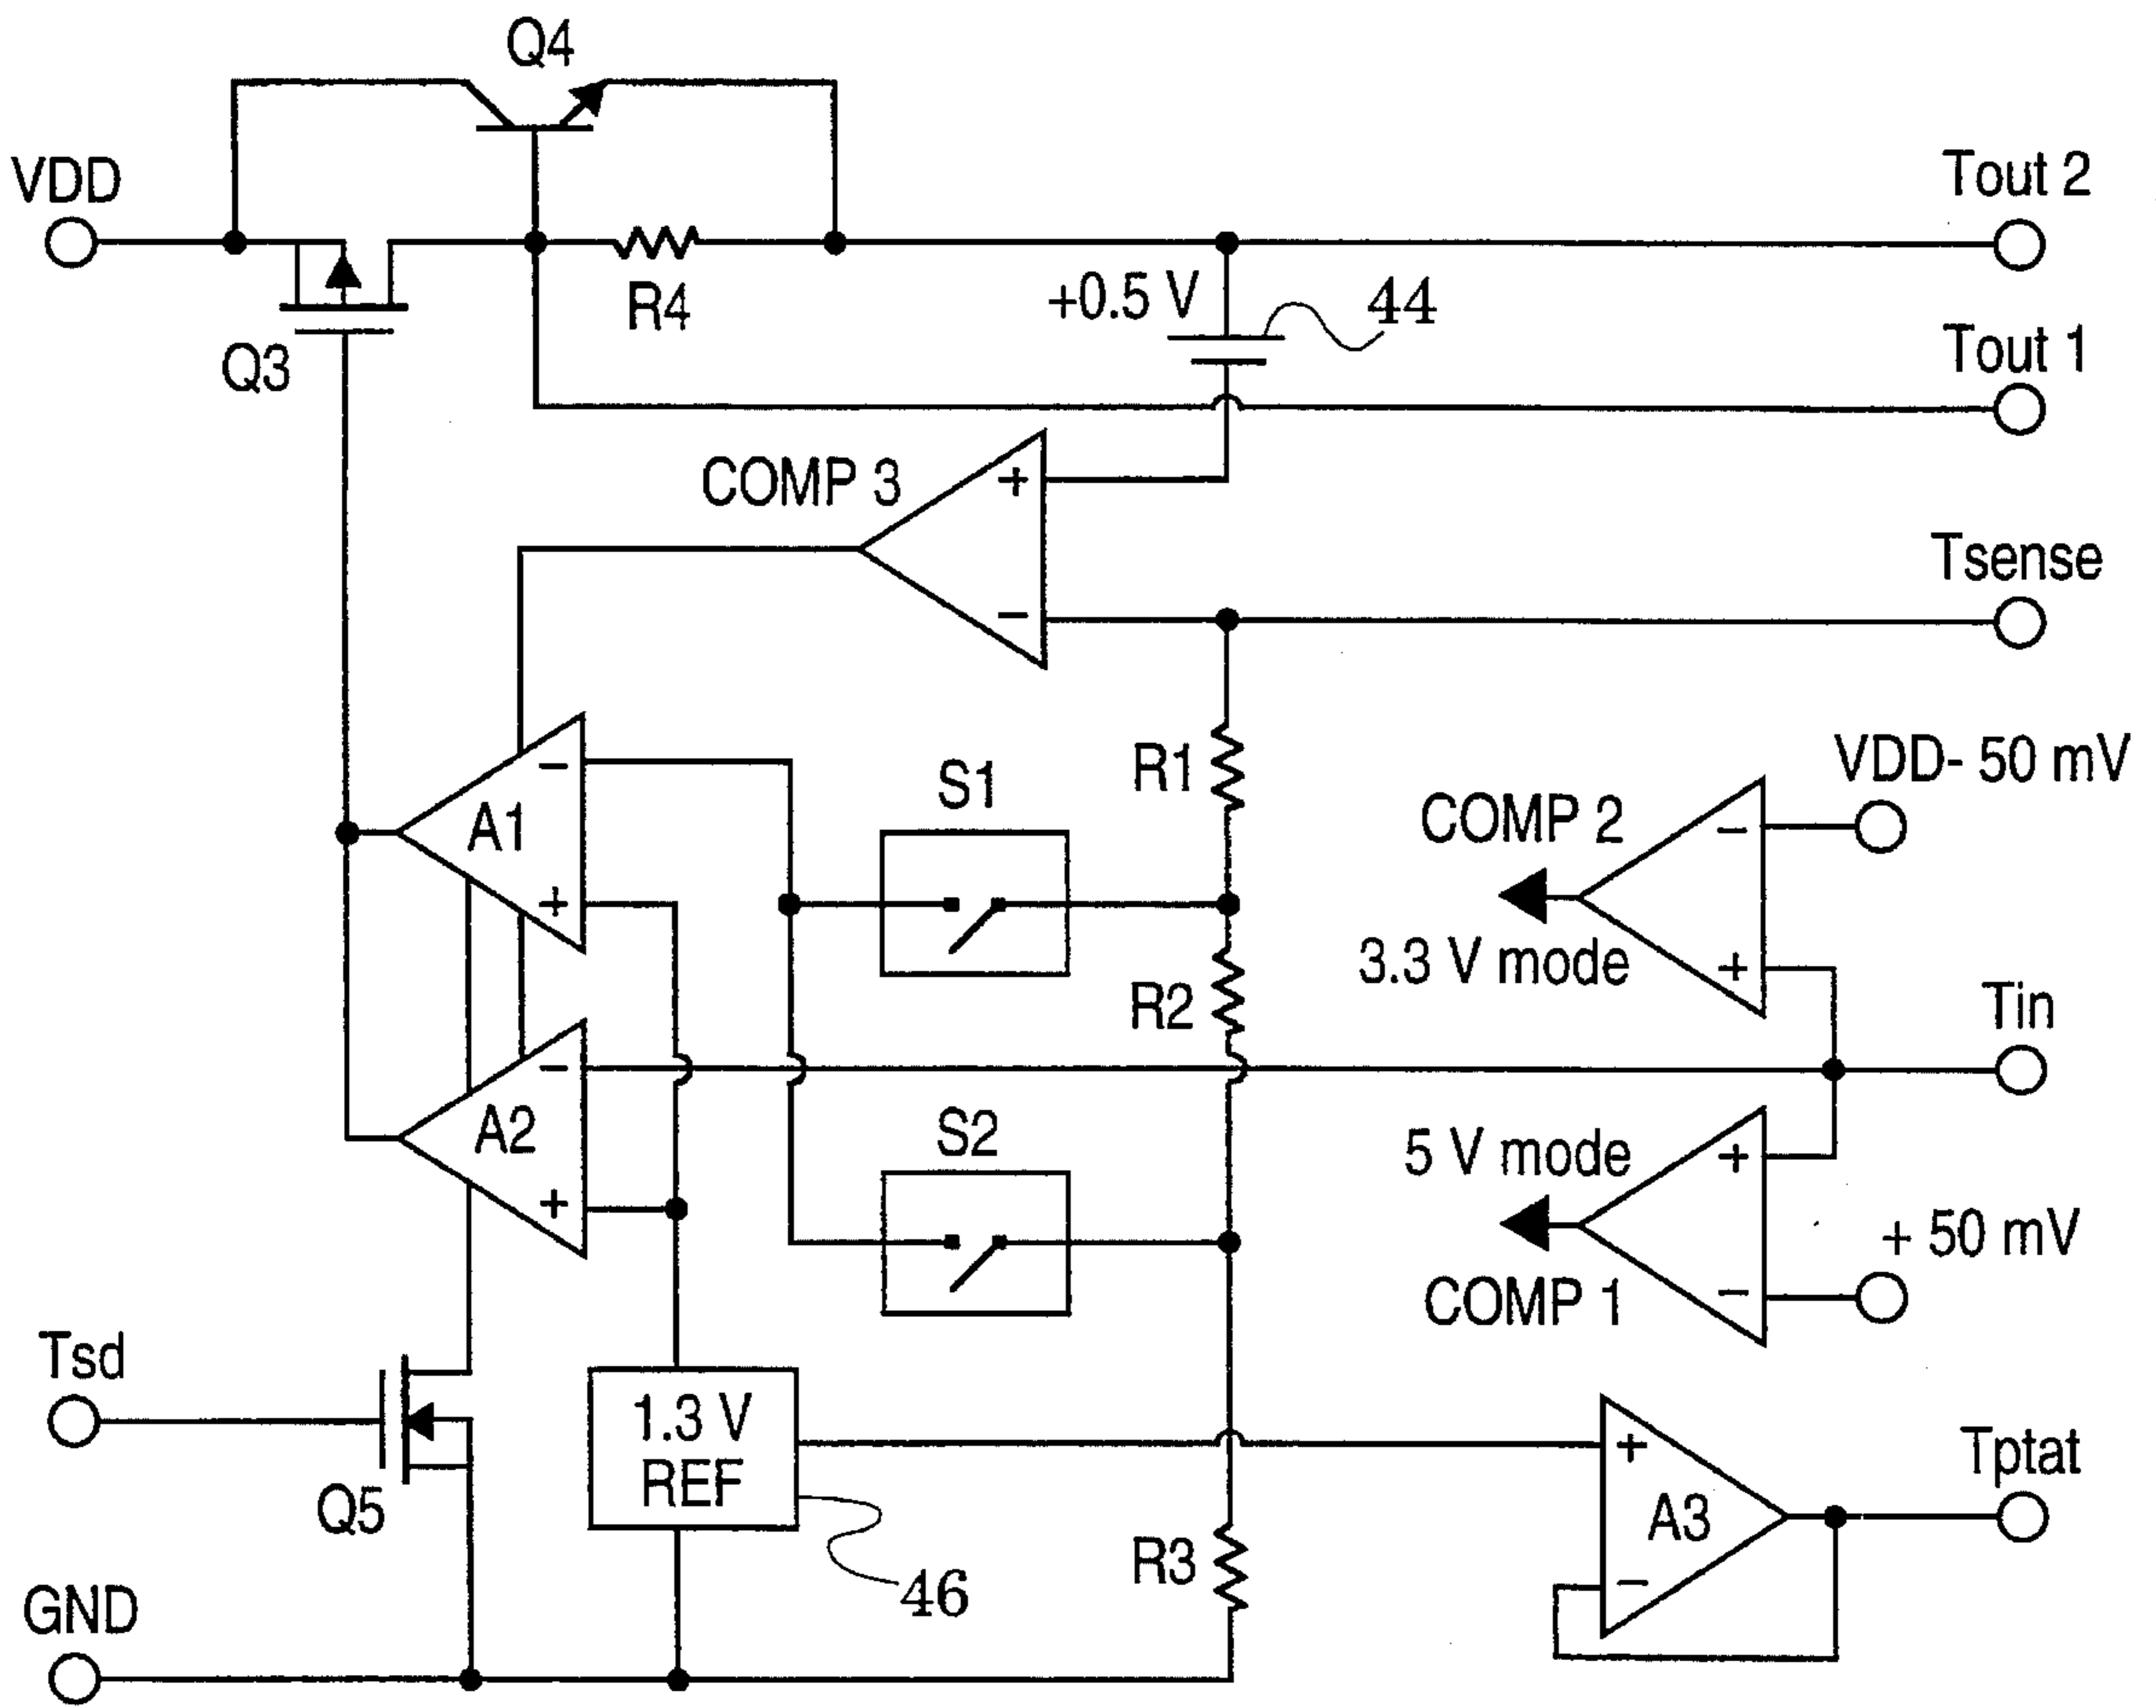 Q4
VDD
Tout 2
+0.5 V
44
R4
Q3
Tout 1
COMP 3
+
−
Tsense
R1
VDD- 50 mV
S1
COMP 2
−
A1
−
+
3.3 V mode
+
R2
Tin
−
A2
+
S2
5 V mode
+
+ 50 mV
COMP 1
−
Tsd
1.3 V
REF
+
Tptat
Q5
A3
R3
−
46
GND